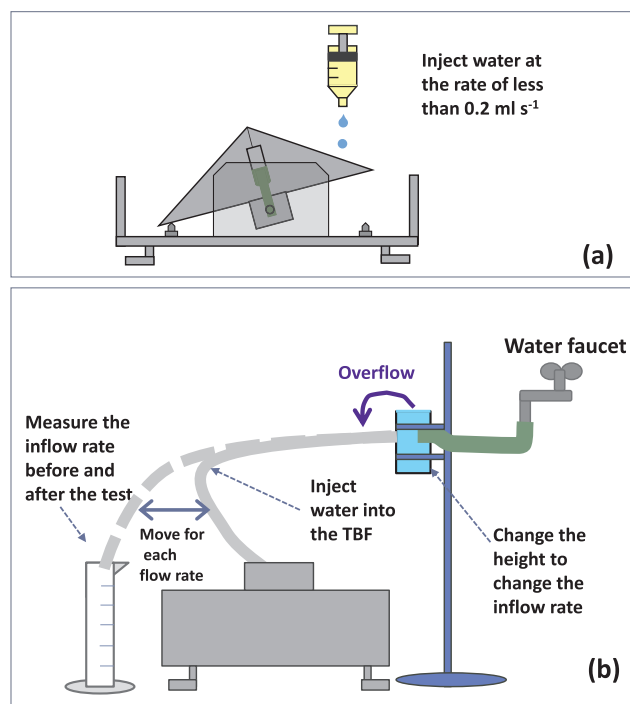 Inject water at
the rate of less
than 0.2 ml s⁻¹
(a)
Water faucet
Overflow
Measure the
inflow rate
before and
after the test
Inject
water into
the TBF
Move for
each
flow rate
Change the
height to
change the
inflow rate
(b)